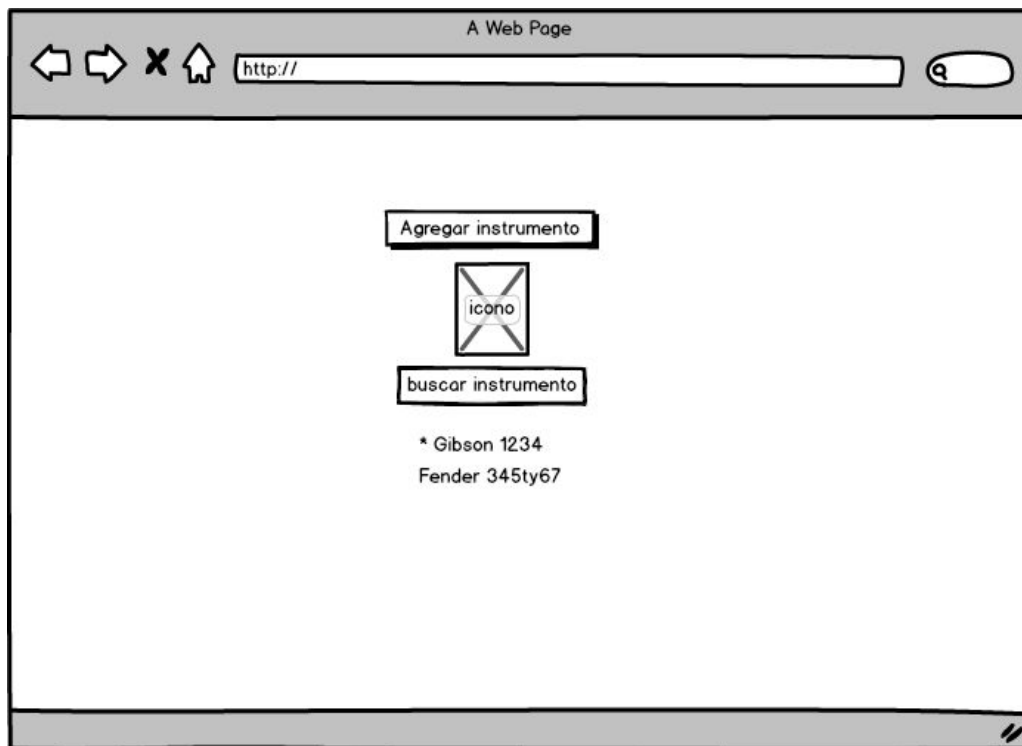 A Web Page
http://
Agregar instrumento
icono
buscar instrumento
* Gibson 1234
Fender 345ty67